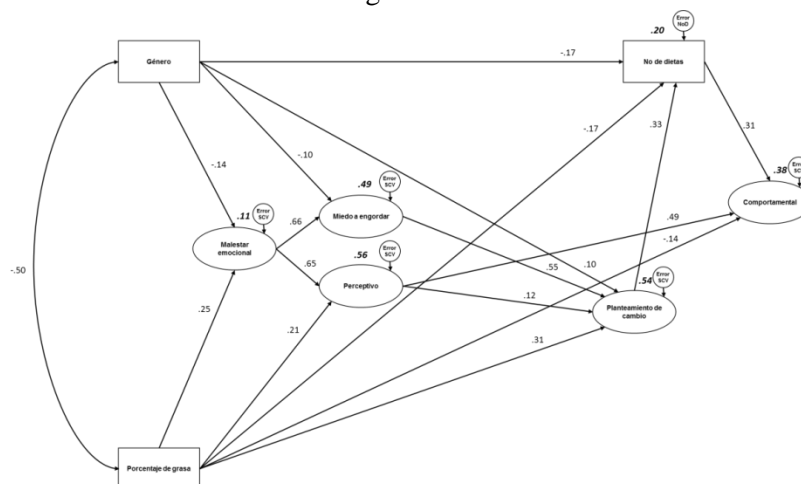 .20
Error
NoD
Género
-.17
No de dietas
-.17
.33
.31
-.14
-.10
.49
Error
SCV
.38
Error
SCV
.11
Error
SCV
.66
Miedo a engordar
Comportamental
Malestar
emocional
.56
Error
SCV
.49
-.14
.65
.55
.10
.54
Error
SCV
-.50
Perceptivo
.25
.12
Planteamiento de
cambio
.21
.31
Porcentaje de grasa